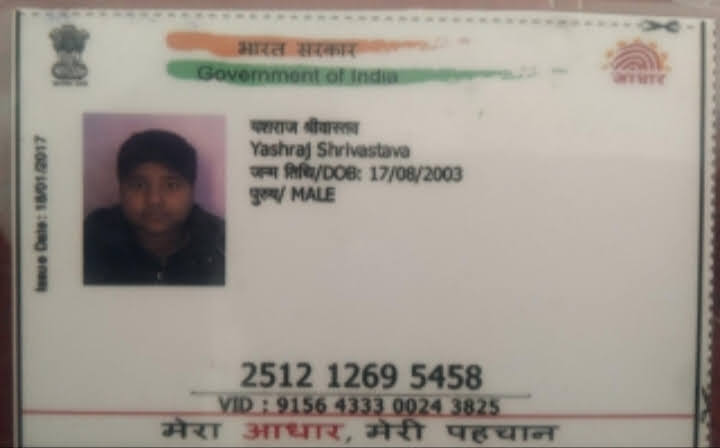 भारत सरकार
Government of India
आधार
Issue Date: 18/01/2017
यशराज श्रीवास्तव
Yashraj Shrivastava
जन्म तिथि/DOB: 17/08/2003
पुरुष/ MALE
2512 1269 5458
VID : 9156 4333 0024 3825
मेरा आधार, मेरी पहचान